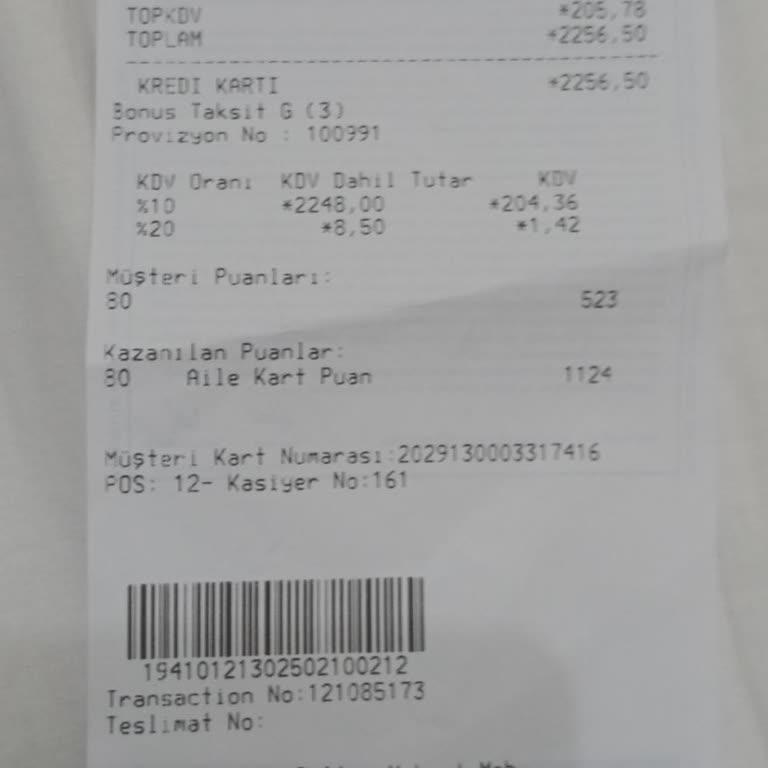 TOPKDV *205,78
TOPLAM *2256,50
KREDI KARTI *2256,50
Bonus Taksit G (3)
Provizyon No : 100991
KDV Oranı KDV Dahil Tutar KDV
%10 *2248,00 *204,36
%20 *8,50 *1,42
Müşteri Puanları:
80 523
Kazanılan Puanlar:
80 Aile Kart Puan 1124
Müşteri Kart Numarası:2029130003317416
POS: 12- Kasiyer No:161
19410121302502100212
Transaction No:121085173
Teslimat No: